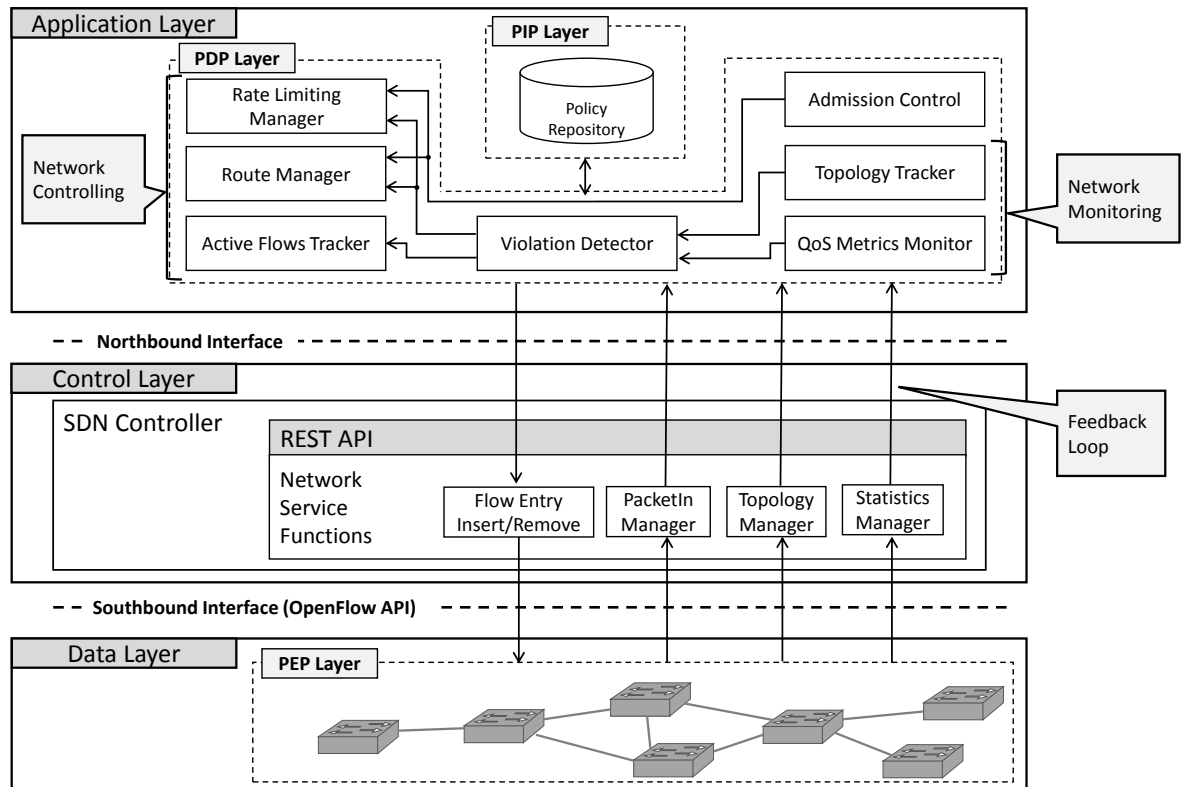 Application Layer
PIP Layer
PDP Layer
Rate Limiting
Manager
Policy
Repository
Admission Control
Network
Controlling
Route Manager
Topology Tracker
Network
Monitoring
Active Flows Tracker
Violation Detector
QoS Metrics Monitor
Northbound Interface
Control Layer
SDN Controller
REST API
Feedback
Loop
Network
Service
Functions
Flow Entry
Insert/Remove
PacketIn
Manager
Topology
Manager
Statistics
Manager
Southbound Interface (OpenFlow API)
Data Layer
PEP Layer